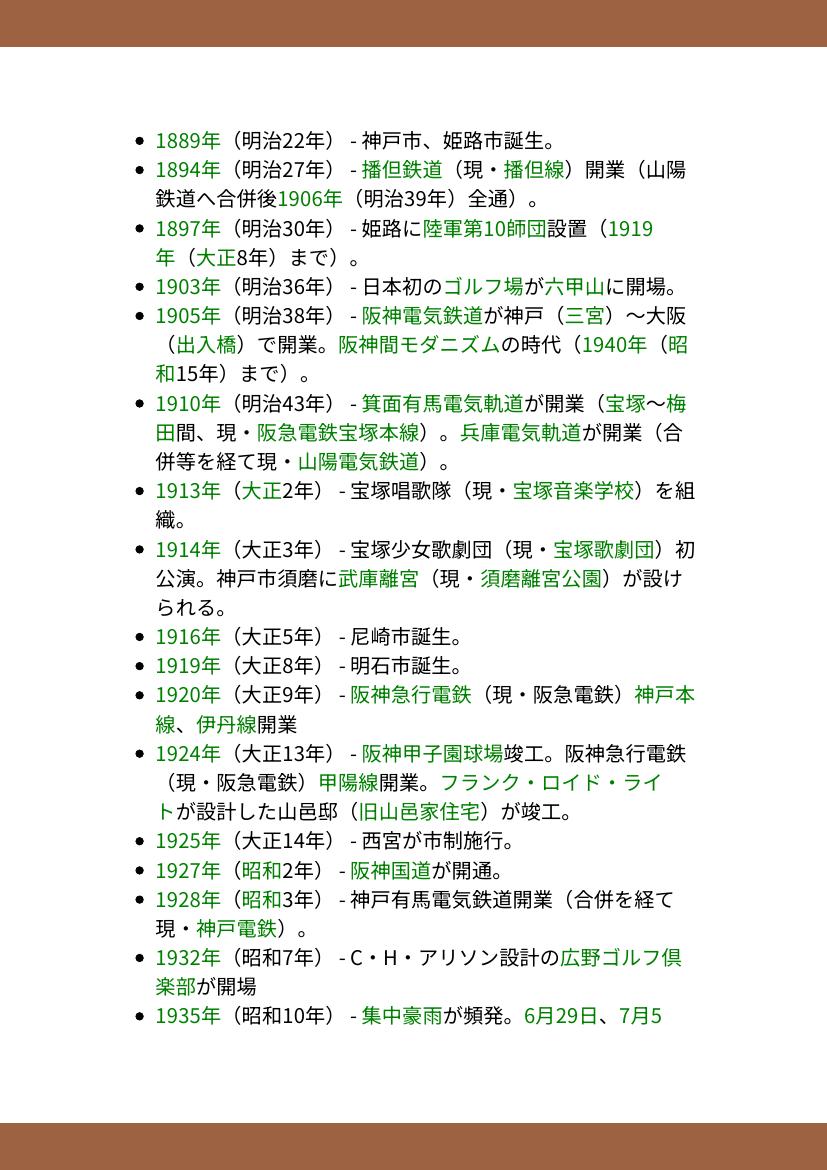 • 1889年（明治22年） - 神戸市、姫路市誕生。
• 1894年（明治27年） - 播但鉄道（現・播但線）開業（山陽
鉄道へ合併後1906年（明治39年）全通）。
• 1897年（明治30年） - 姫路に陸軍第10師団設置（1919
年（大正8年）まで）。
• 1903年（明治36年） - 日本初のゴルフ場が六甲山に開場。
• 1905年（明治38年） - 阪神電気鉄道が神戸（三宮）～大阪
（出入橋）で開業。阪神間モダニズムの時代（1940年（昭
和15年）まで）。
• 1910年（明治43年） - 箕面有馬電気軌道が開業（宝塚～梅
田間、現・阪急電鉄宝塚本線）。兵庫電気軌道が開業（合
併等を経て現・山陽電気鉄道）。
• 1913年（大正2年） - 宝塚唱歌隊（現・宝塚音楽学校）を組
織。
• 1914年（大正3年） - 宝塚少女歌劇団（現・宝塚歌劇団）初
公演。神戸市須磨に武庫離宮（現・須磨離宮公園）が設け
られる。
• 1916年（大正5年） - 尼崎市誕生。
• 1919年（大正8年） - 明石市誕生。
• 1920年（大正9年） - 阪神急行電鉄（現・阪急電鉄）神戸本
線、伊丹線開業
• 1924年（大正13年） - 阪神甲子園球場竣工。阪神急行電鉄
（現・阪急電鉄）甲陽線開業。フランク・ロイド・ライ
トが設計した山邑邸（旧山邑家住宅）が竣工。
• 1925年（大正14年） - 西宮が市制施行。
• 1927年（昭和2年） - 阪神国道が開通。
• 1928年（昭和3年） - 神戸有馬電気鉄道開業（合併を経て
現・神戸電鉄）。
• 1932年（昭和7年） - C・H・アリソン設計の広野ゴルフ倶
楽部が開場
• 1935年（昭和10年） - 集中豪雨が頻発。6月29日、7月5